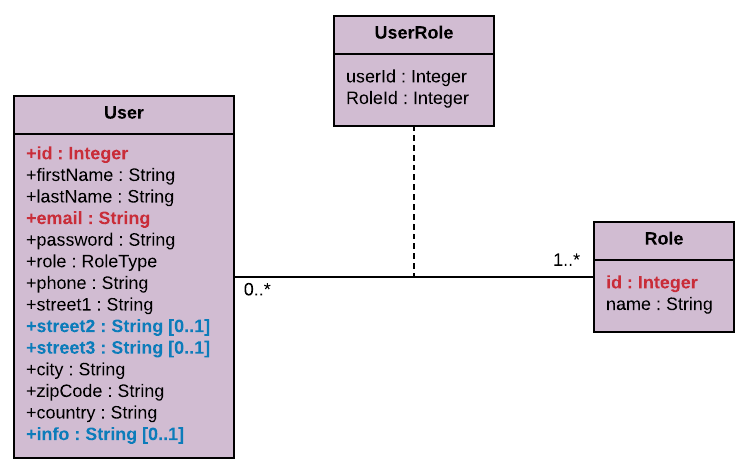 UserRole
userId : Integer
RoleId : Integer
User
+id : Integer
+firstName : String
+lastName : String
+email : String
+password : String
+role : RoleType
+phone : String
+street1 : String
+street2 : String [0..1]
+street3 : String [0..1]
+city : String
+zipCode : String
+country : String
+info : String [0..1]
0..*
1..*
Role
id : Integer
name : String